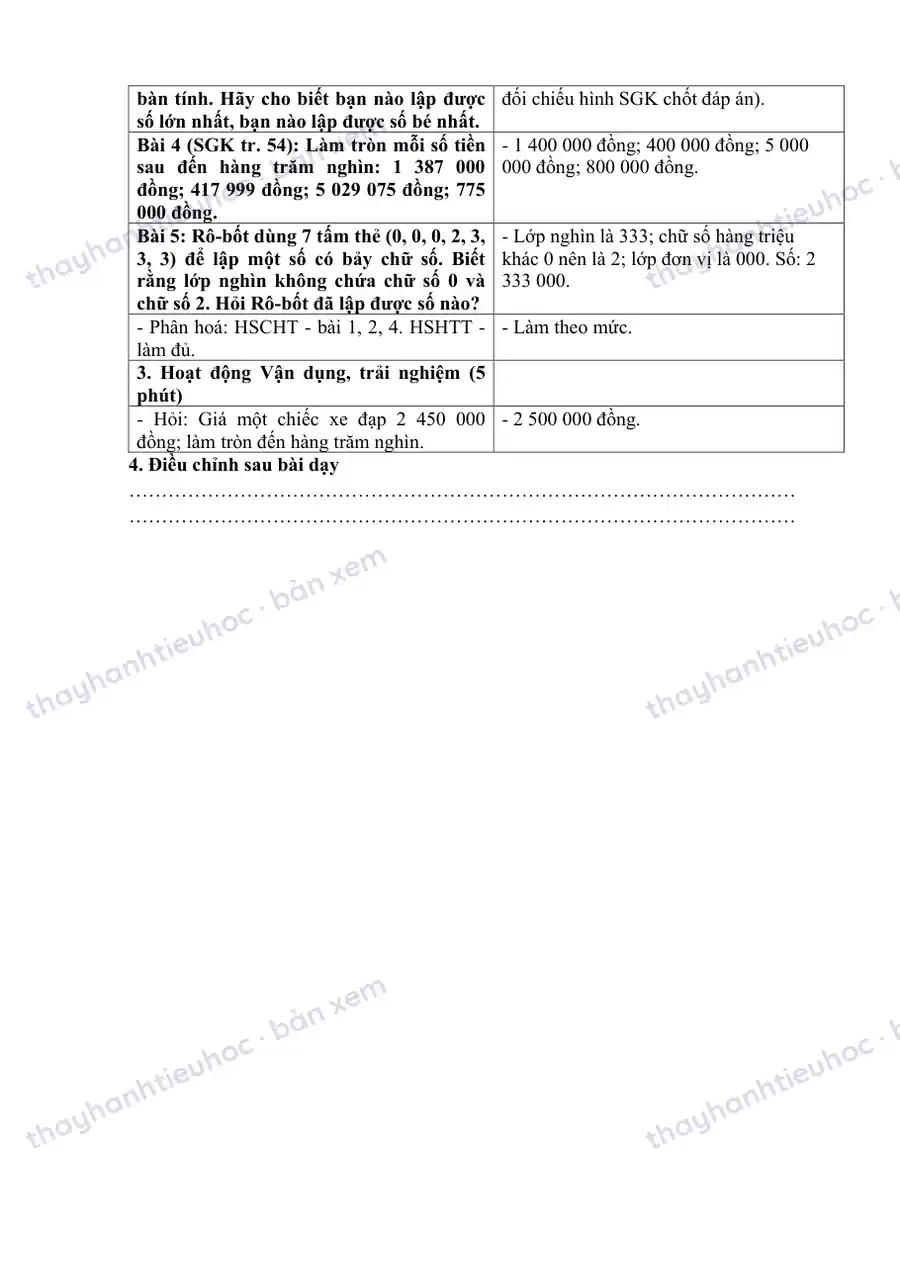 bàn tính. Hãy cho biết bạn nào lập được
số lớn nhất, bạn nào lập được số bé nhất.
đối chiếu hình SGK chốt đáp án).
Bài 4 (SGK tr. 54): Làm tròn mỗi số tiền
sau đến hàng trăm nghìn: 1 387 000
đồng; 417 999 đồng; 5 029 075 đồng; 775
000 đồng.
- 1 400 000 đồng; 400 000 đồng; 5 000
000 đồng; 800 000 đồng.
Bài 5: Rô-bốt dùng 7 tấm thẻ (0, 0, 0, 2, 3,
3, 3) để lập một số có bảy chữ số. Biết
rằng lớp nghìn không chứa chữ số 0 và
chữ số 2. Hỏi Rô-bốt đã lập được số nào?
- Lớp nghìn là 333; chữ số hàng triệu
khác 0 nên là 2; lớp đơn vị là 000. Số: 2
333 000.
- Phân hoá: HSCHT - bài 1, 2, 4. HSHTT -
làm đủ.
- Làm theo mức.
3. Hoạt động Vận dụng, trải nghiệm (5
phút)
- Hỏi: Giá một chiếc xe đạp 2 450 000
đồng; làm tròn đến hàng trăm nghìn.
- 2 500 000 đồng.
4. Điều chỉnh sau bài dạy
……………………………………………………………………………………………
……………………………………………………………………………………………
thayhanhtieuhoc · bản xem
thayhanhtieuhoc · b
thayhanhtieuhoc · bản xem
thayhanhtieuhoc · b
thayhanhtieuhoc · bản xem
thayhanhtieuhoc · b